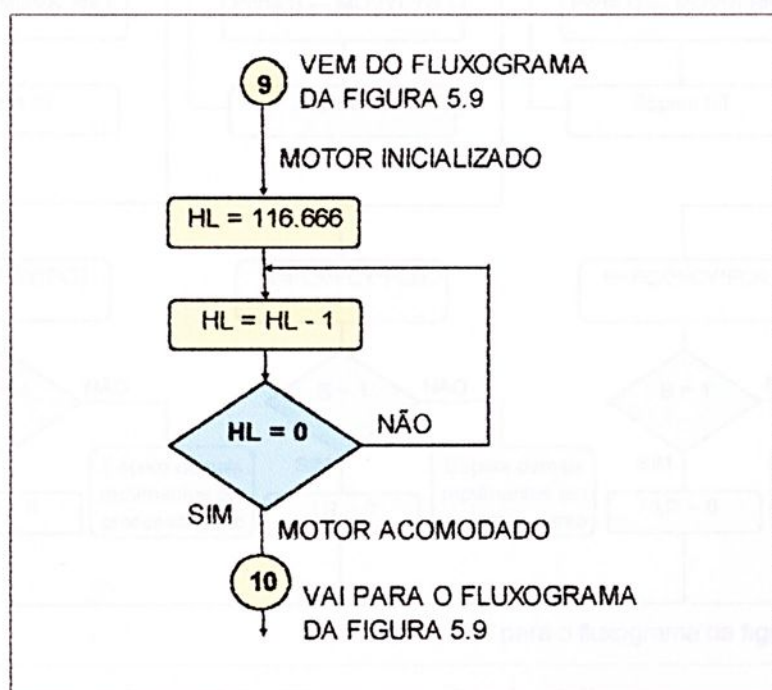 9
VEM DO FLUXOGRAMA
DA FIGURA 5.9
MOTOR INICIALIZADO
HL = 116.666
HL = HL - 1
HL = 0
NÃO
SIM
MOTOR ACOMODADO
10
VAI PARA O FLUXOGRAMA
DA FIGURA 5.9